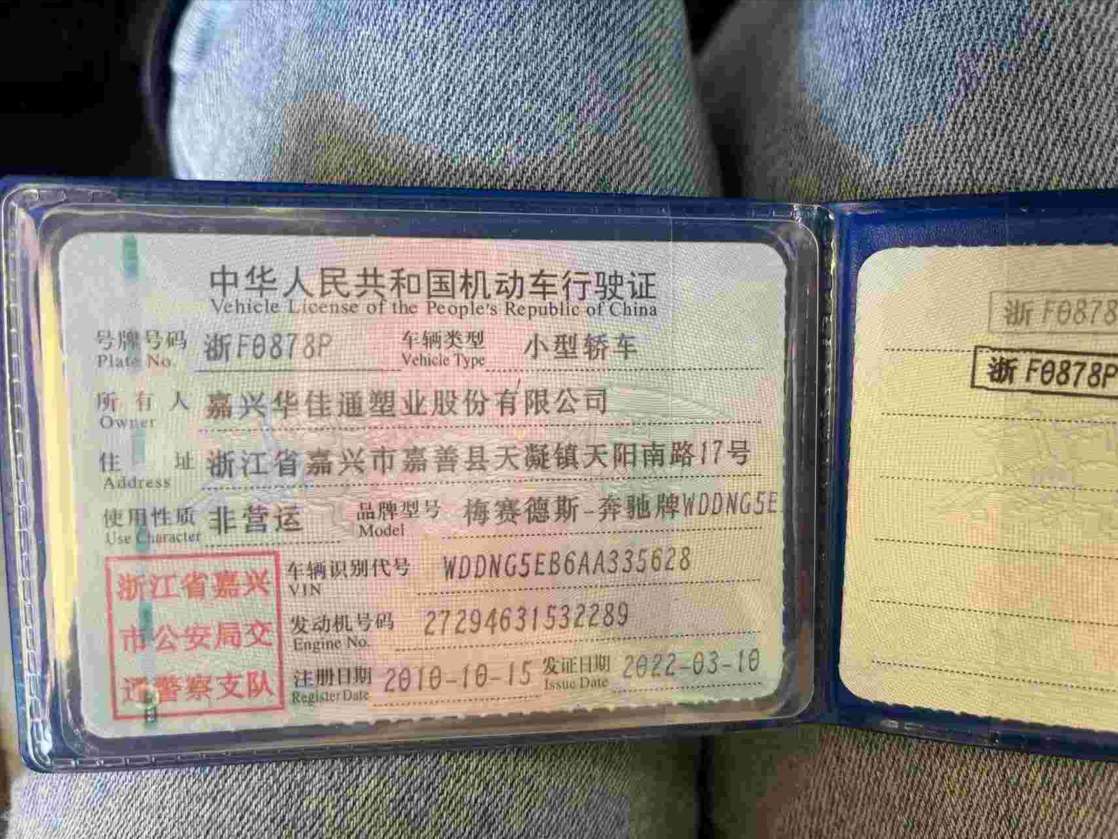 中华人民共和国机动车行驶证
Vehicle License of the People's Republic of China
号牌号码 浙F0878P 车辆类型 小型轿车
Plate No. Vehicle Type
所有人 嘉兴华佳通塑业股份有限公司
Owner
住址 浙江省嘉兴市嘉善县天凝镇天阳南路17号
Address
使用性质 非营运 品牌型号 梅赛德斯-奔驰牌WDDNG5E
Use Character Model
浙江省嘉兴
市公安局交
通警察支队
车辆识别代号 WDDNG5EB6AA335628
VIN
发动机号码 27294631532289
Engine No.
注册日期 2010-10-15 发证日期 2022-03-10
Register Date Issue Date
浙F0878
浙F0878P